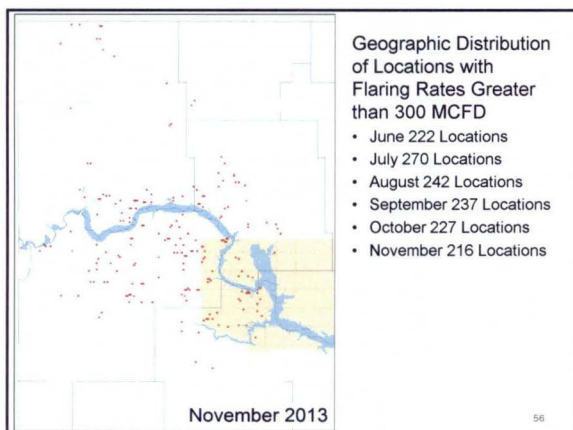 Geographic Distribution
of Locations with
Flaring Rates Greater
than 300 MCFD
• June 222 Locations
• July 270 Locations
• August 242 Locations
• September 237 Locations
• October 227 Locations
• November 216 Locations
November 2013
56